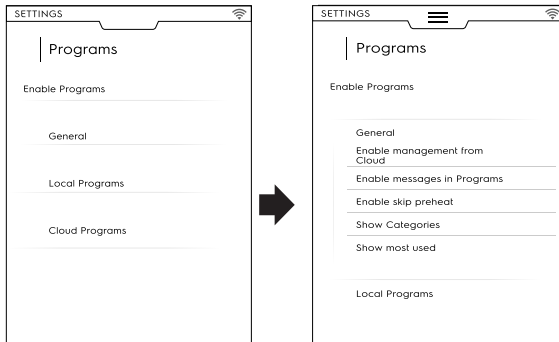 SETTINGS
Programs
Enable Programs
General
Local Programs
Cloud Programs
SETTINGS
Programs
Enable Programs
General
Enable management from
Cloud
Enable messages in Programs
Enable skip preheat
Show Categories
Show most used
Local Programs